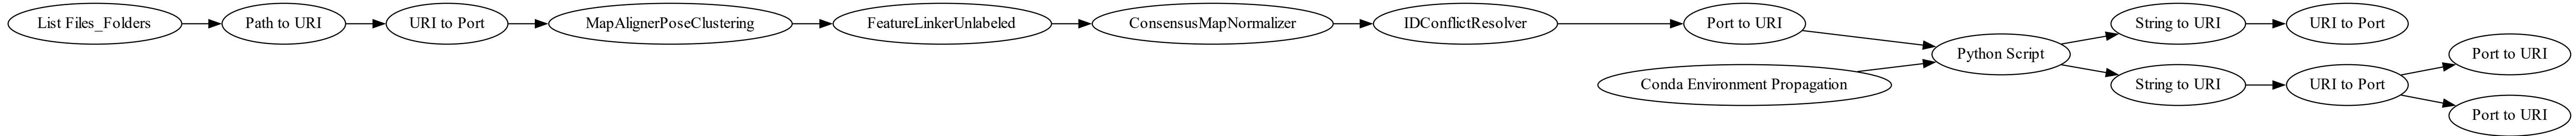 List Files_Folders
Path to URI
URI to Port
MapAlignerPoseClustering
FeatureLinkerUnlabeled
ConsensusMapNormalizer
IDConflictResolver
Port to URI
Conda Environment Propagation
Python Script
String to URI
URI to Port
String to URI
URI to Port
Port to URI
Port to URI